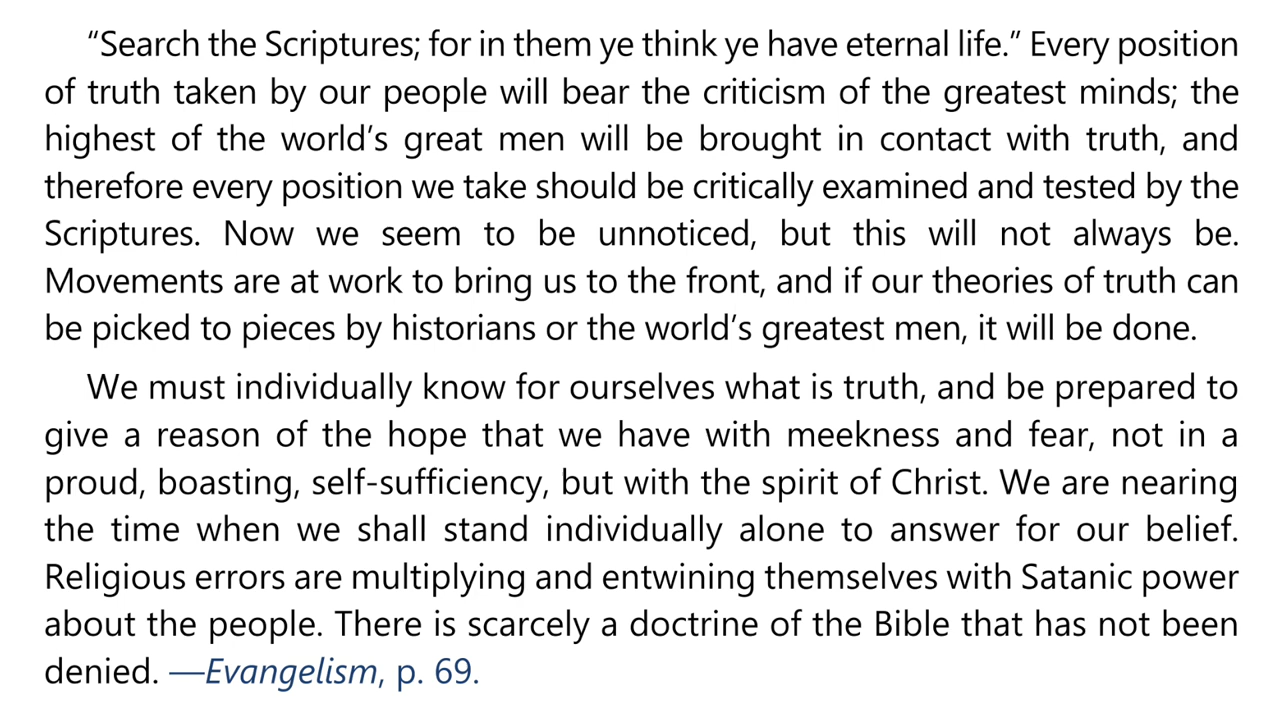 “Search the Scriptures; for in them ye think ye have eternal life.” Every position
of truth taken by our people will bear the criticism of the greatest minds; the
highest of the world’s great men will be brought in contact with truth, and
therefore every position we take should be critically examined and tested by the
Scriptures. Now we seem to be unnoticed, but this will not always be.
Movements are at work to bring us to the front, and if our theories of truth can
be picked to pieces by historians or the world’s greatest men, it will be done.
We must individually know for ourselves what is truth, and be prepared to
give a reason of the hope that we have with meekness and fear, not in a
proud, boasting, self-sufficiency, but with the spirit of Christ. We are nearing
the time when we shall stand individually alone to answer for our belief.
Religious errors are multiplying and entwining themselves with Satanic power
about the people. There is scarcely a doctrine of the Bible that has not been
denied. —Evangelism, p. 69.